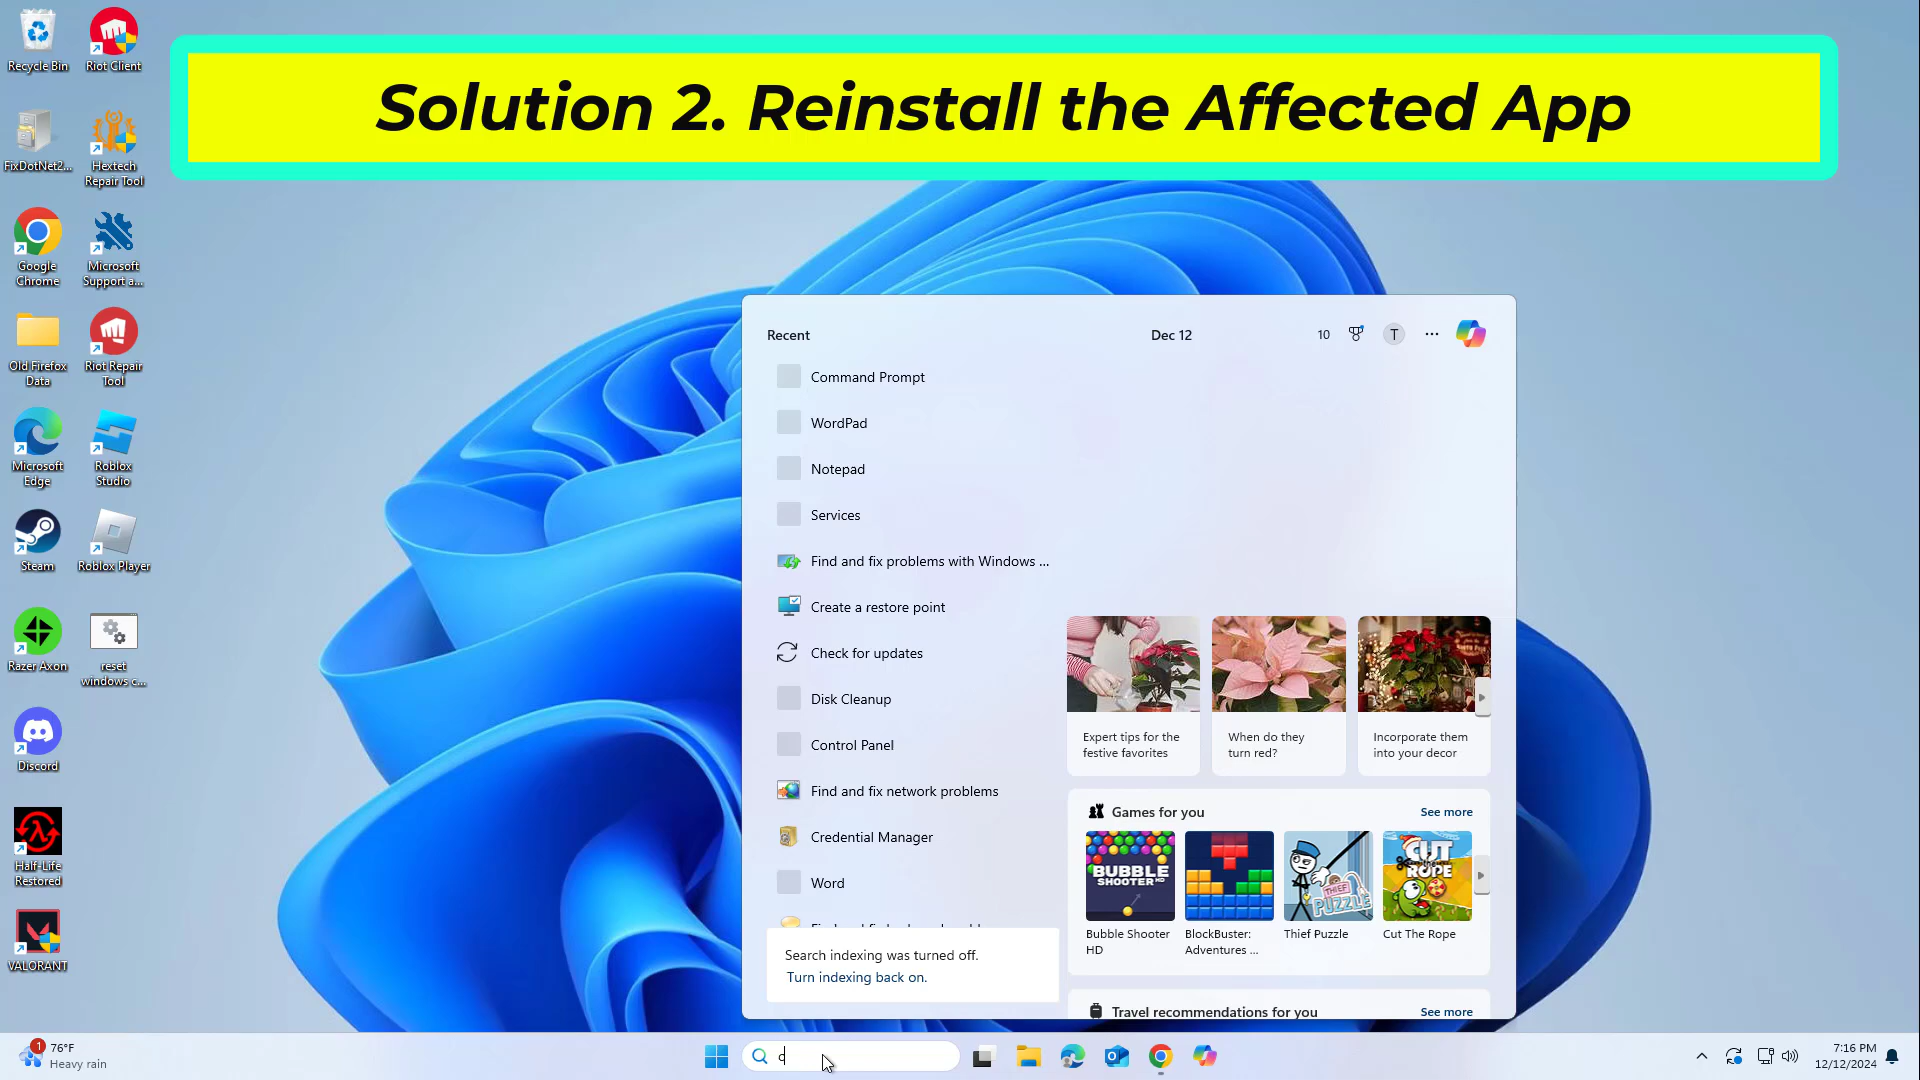 Solution 2. Reinstall the Affected App
Recycle Bin
Riot Client
FixDotNet2...
Hextech
Repair Tool
Google
Chrome
Microsoft
Support a...
Old Firefox
Data
Riot Repair
Tool
Microsoft
Edge
Roblox
Studio
Steam
Roblox Player
Razer Axon
reset
windows c...
Discord
Half-Life
Restored
VALORANT
Recent
Dec 12
10
T
Command Prompt
WordPad
Notepad
Services
Find and fix problems with Windows ...
Create a restore point
Check for updates
Disk Cleanup
Control Panel
Find and fix network problems
Credential Manager
Word
Search indexing was turned off.
Turn indexing back on.
Expert tips for the
festive favorites
When do they
turn red?
Incorporate them
into your decor
Games for you
See more
BUBBLE
SHOOTER HD
THIEF
PUZZLE
CUT
THE
ROPE
Bubble Shooter
HD
BlockBuster:
Adventures ...
Thief Puzzle
Cut The Rope
Travel recommendations for you
See more
1
76°F
Heavy rain
c
7:16 PM
12/12/2024